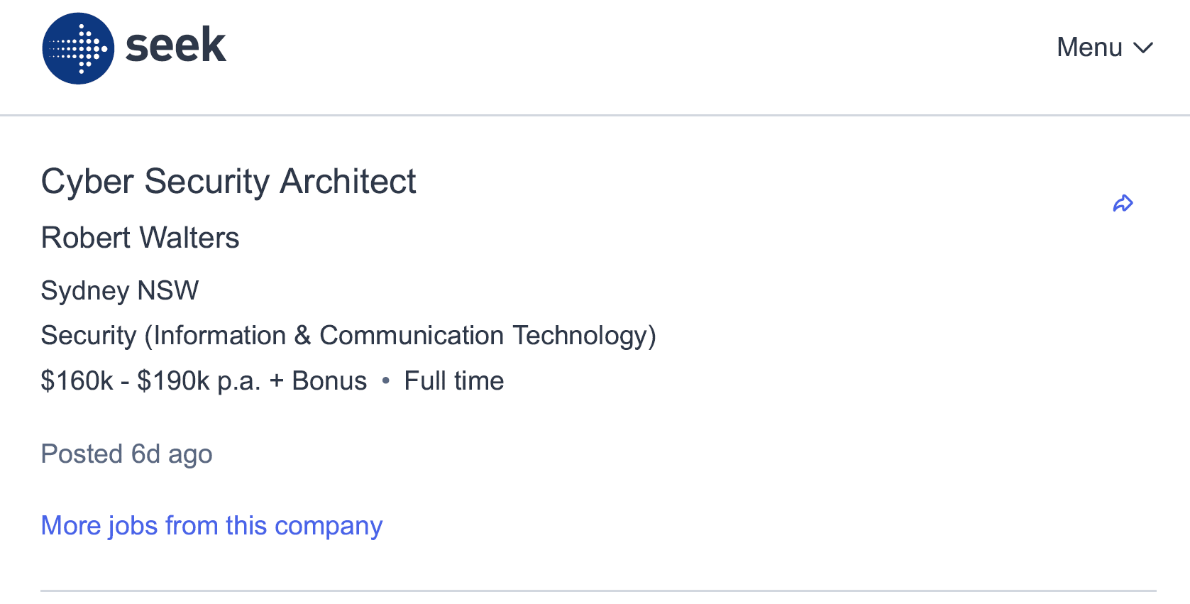 seek
Menu
Cyber Security Architect
Robert Walters
Sydney NSW
Security (Information & Communication Technology)
$160k - $190k p.a. + Bonus • Full time
Posted 6d ago
More jobs from this company